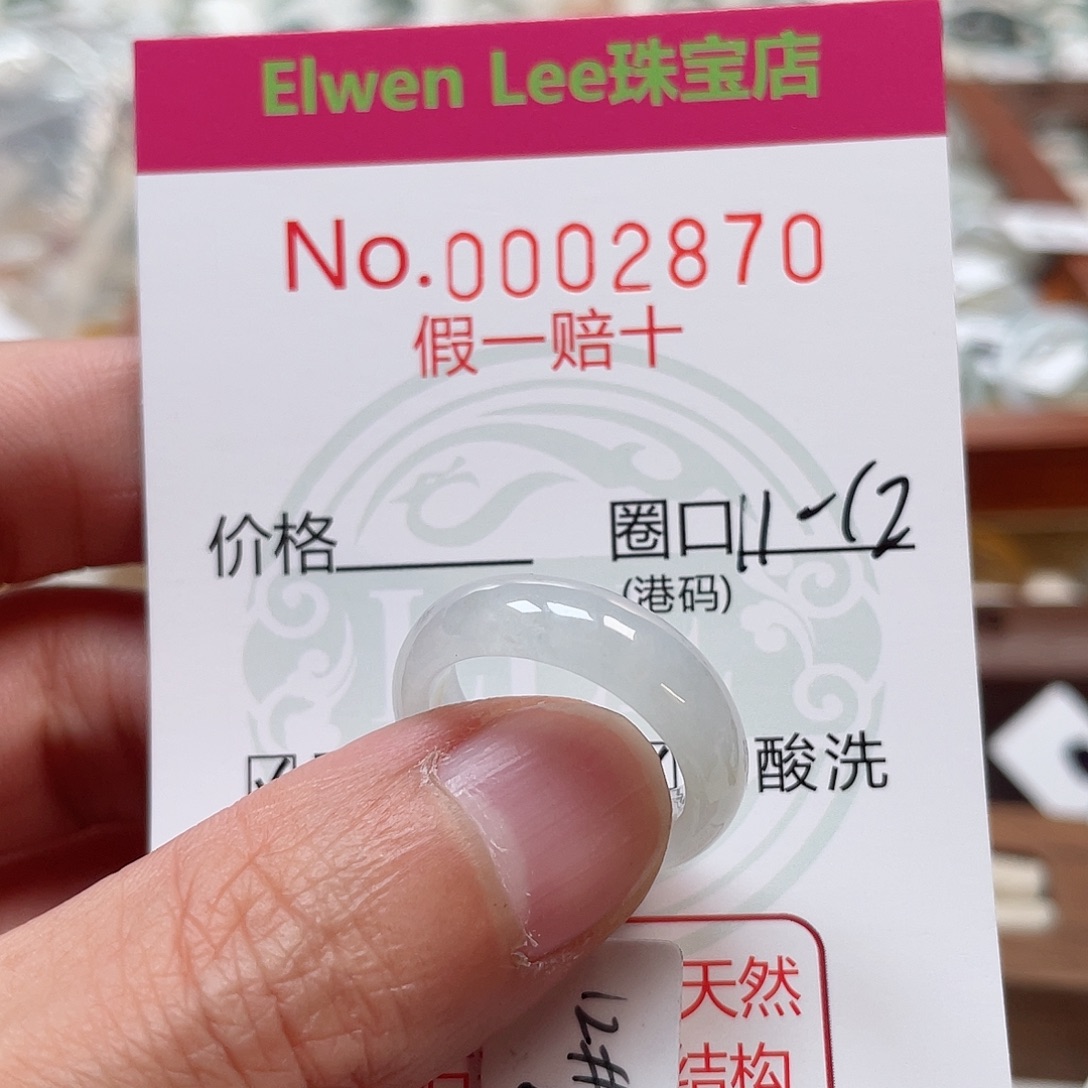 Elwen Lee珠宝店
No.0002870
假一赔十
价格 圈口11-12
(港码)
酸洗
天然
结构
12#